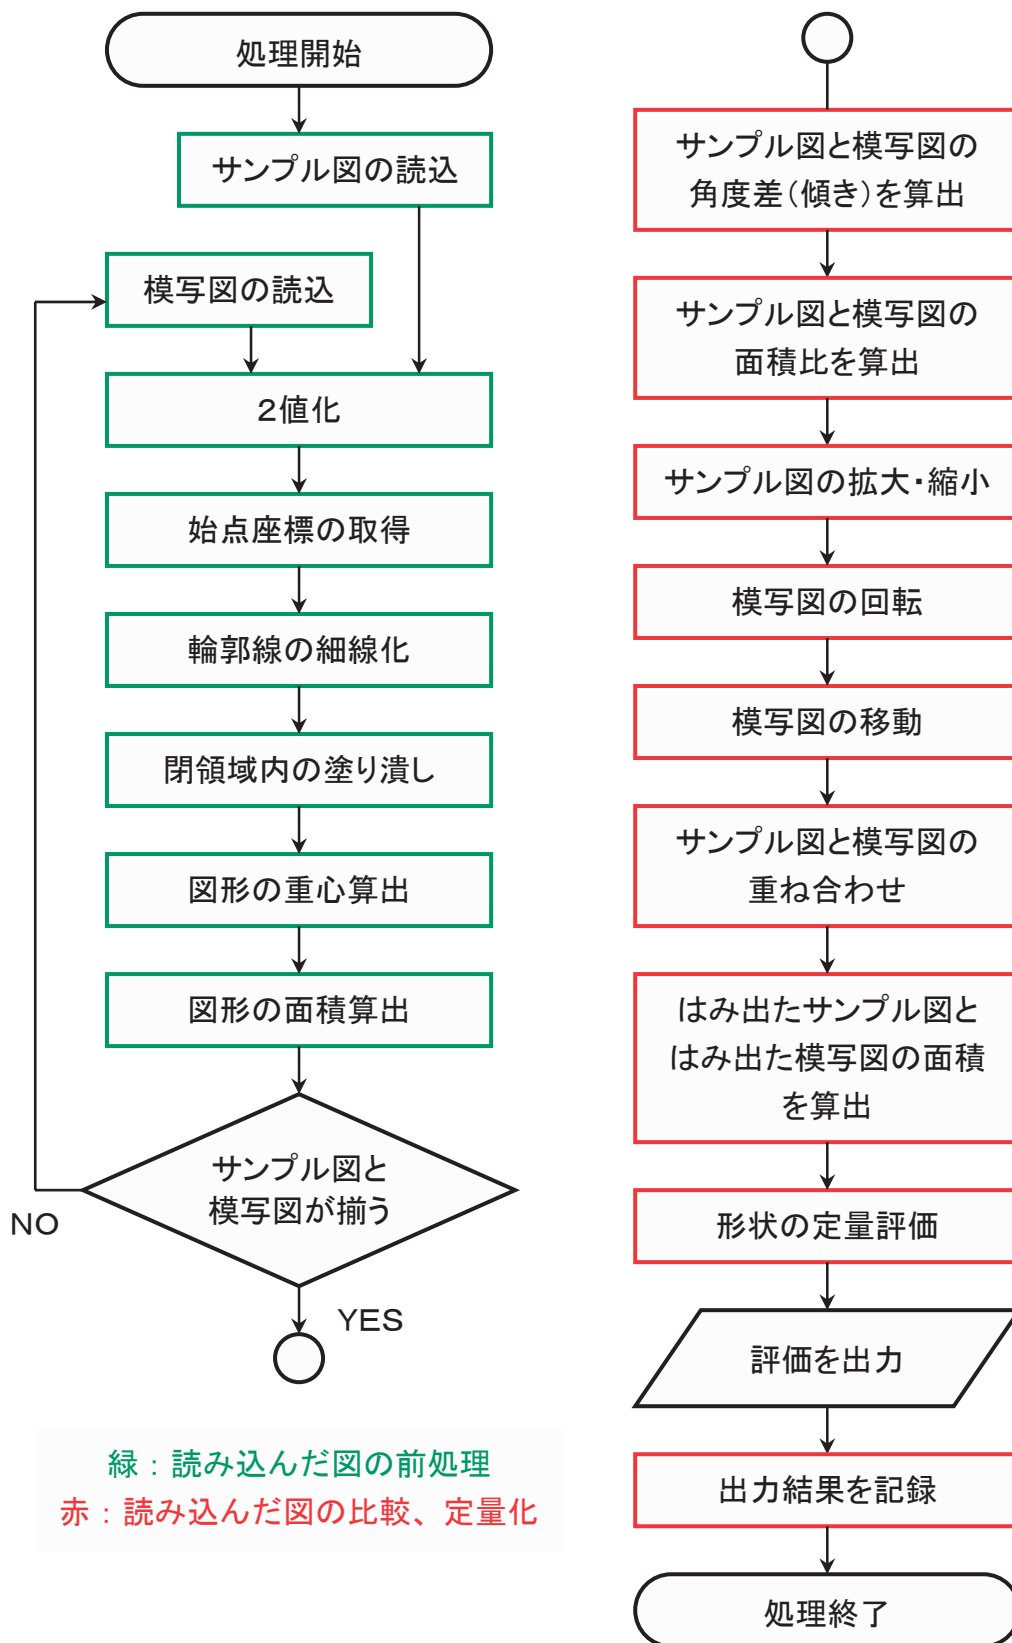 処理開始
サンプル図の読込
模写図の読込
2値化
始点座標の取得
輪郭線の細線化
閉領域内の塗り潰し
図形の重心算出
図形の面積算出
サンプル図と
模写図が揃う
NO
YES
緑：読み込んだ図の前処理
赤：読み込んだ図の比較、定量化
サンプル図と模写図の
角度差（傾き）を算出
サンプル図と模写図の
面積比を算出
サンプル図の拡大・縮小
模写図の回転
模写図の移動
サンプル図と模写図の
重ね合わせ
はみ出たサンプル図と
はみ出た模写図の面積
を算出
形状の定量評価
評価を出力
出力結果を記録
処理終了